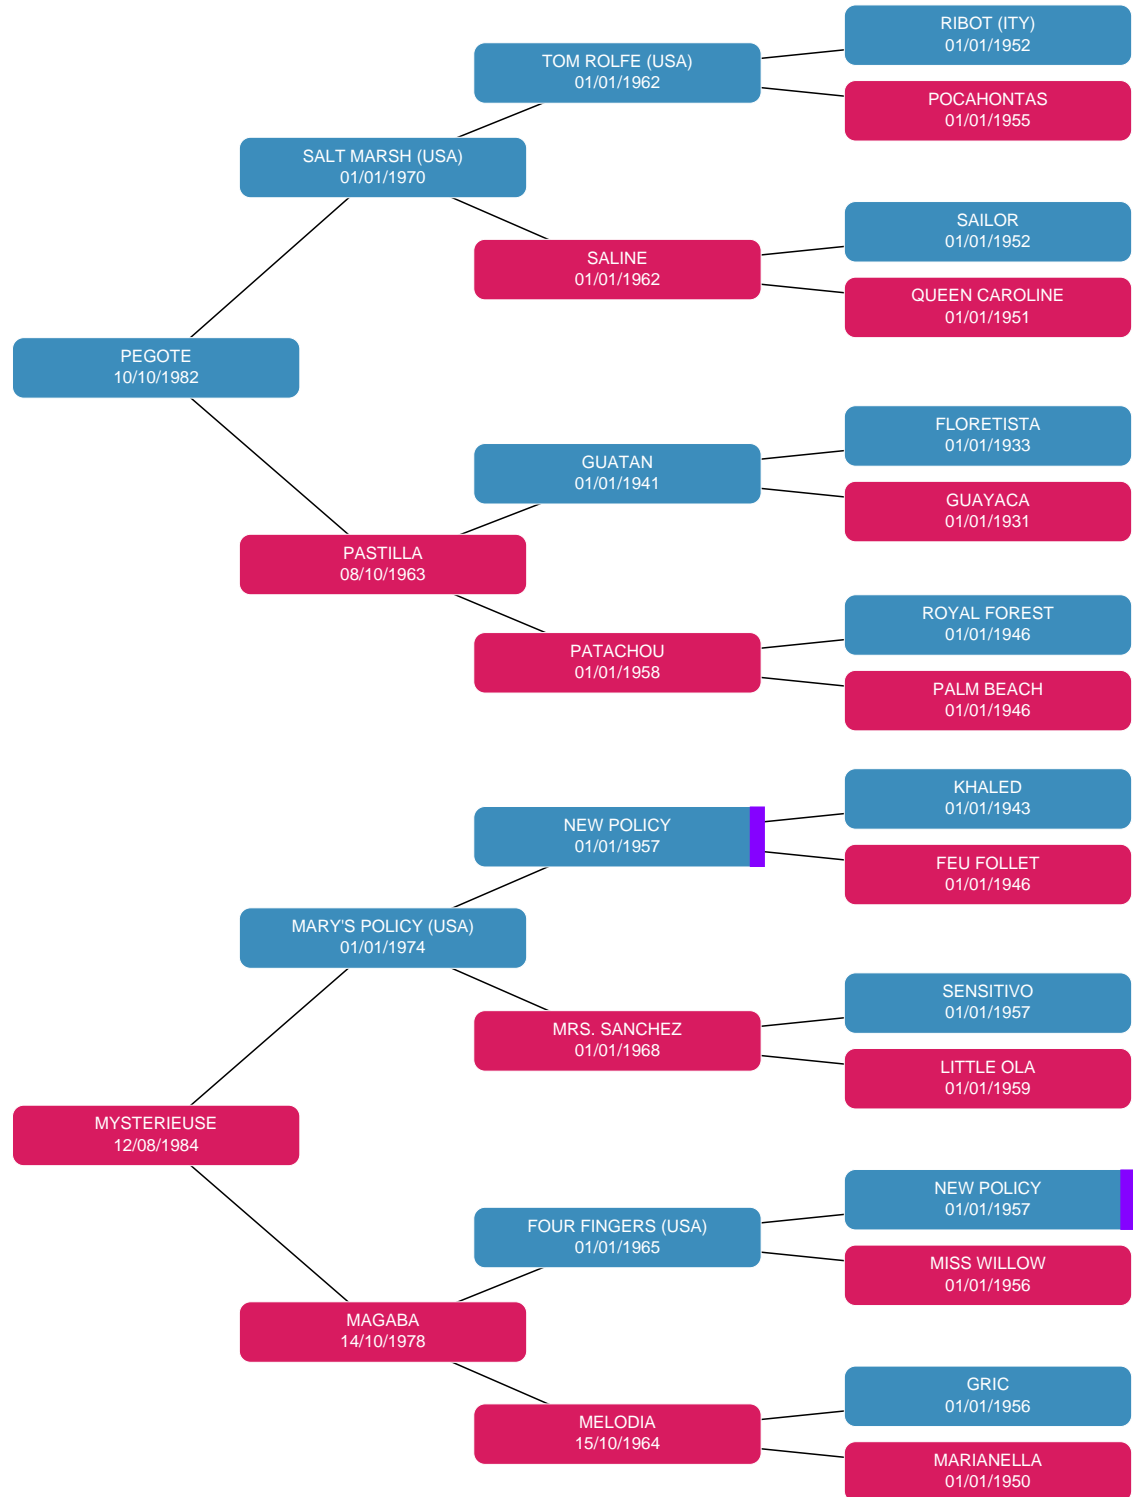 RIBOT (ITY)
01/01/1952
TOM ROLFE (USA)
01/01/1962
POCAHONTAS
01/01/1955
SALT MARSH (USA)
01/01/1970
SAILOR
01/01/1952
SALINE
01/01/1962
QUEEN CAROLINE
01/01/1951
PEGOTE
10/10/1982
FLORETISTA
01/01/1933
GUATAN
01/01/1941
GUAYACA
01/01/1931
PASTILLA
08/10/1963
ROYAL FOREST
01/01/1946
PATACHOU
01/01/1958
PALM BEACH
01/01/1946
KHALED
01/01/1943
NEW POLICY
01/01/1957
FEU FOLLET
01/01/1946
MARY'S POLICY (USA)
01/01/1974
SENSITIVO
01/01/1957
MRS. SANCHEZ
01/01/1968
LITTLE OLA
01/01/1959
MYSTERIEUSE
12/08/1984
NEW POLICY
01/01/1957
FOUR FINGERS (USA)
01/01/1965
MISS WILLOW
01/01/1956
MAGABA
14/10/1978
GRIC
01/01/1956
MELODIA
15/10/1964
MARIANELLA
01/01/1950